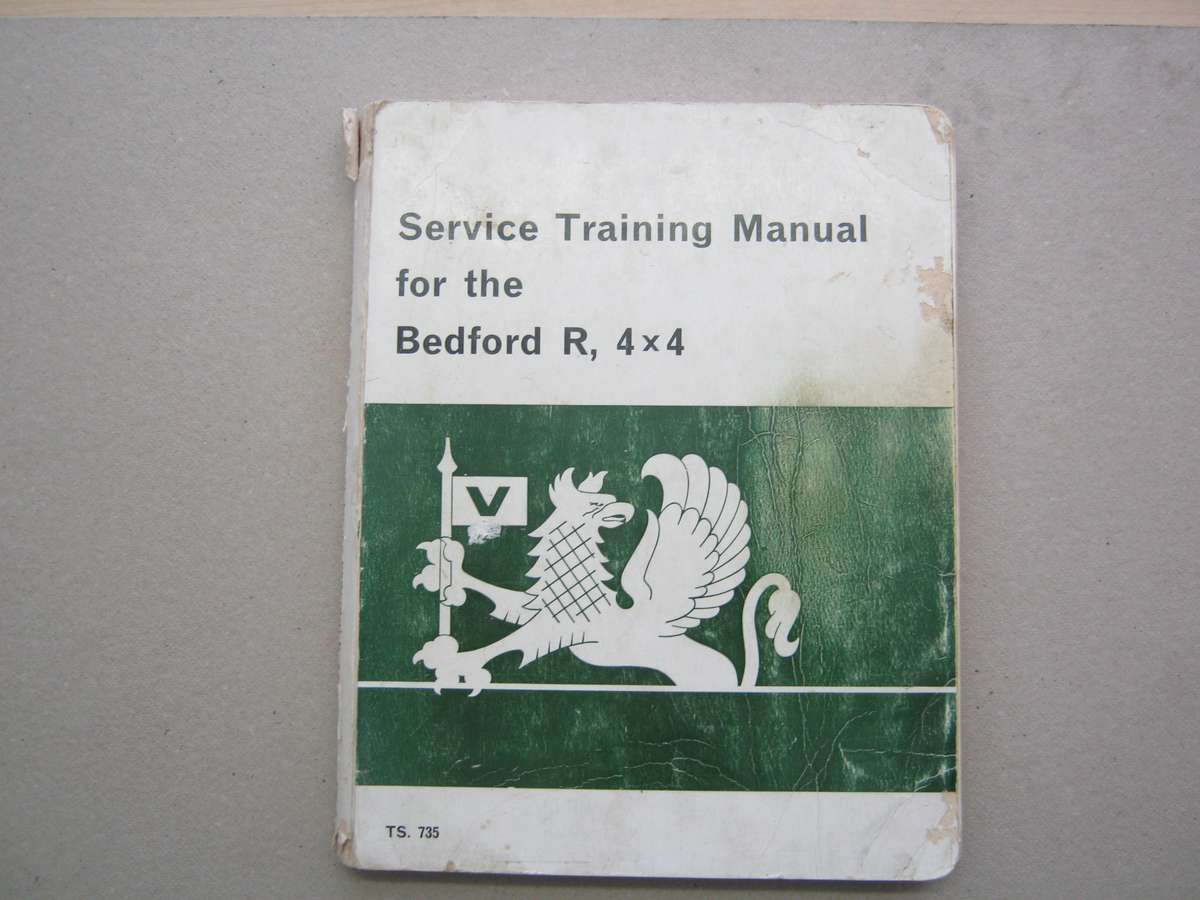 Service Training Manual
for the
Bedford R, 4×4
V
TS. 735